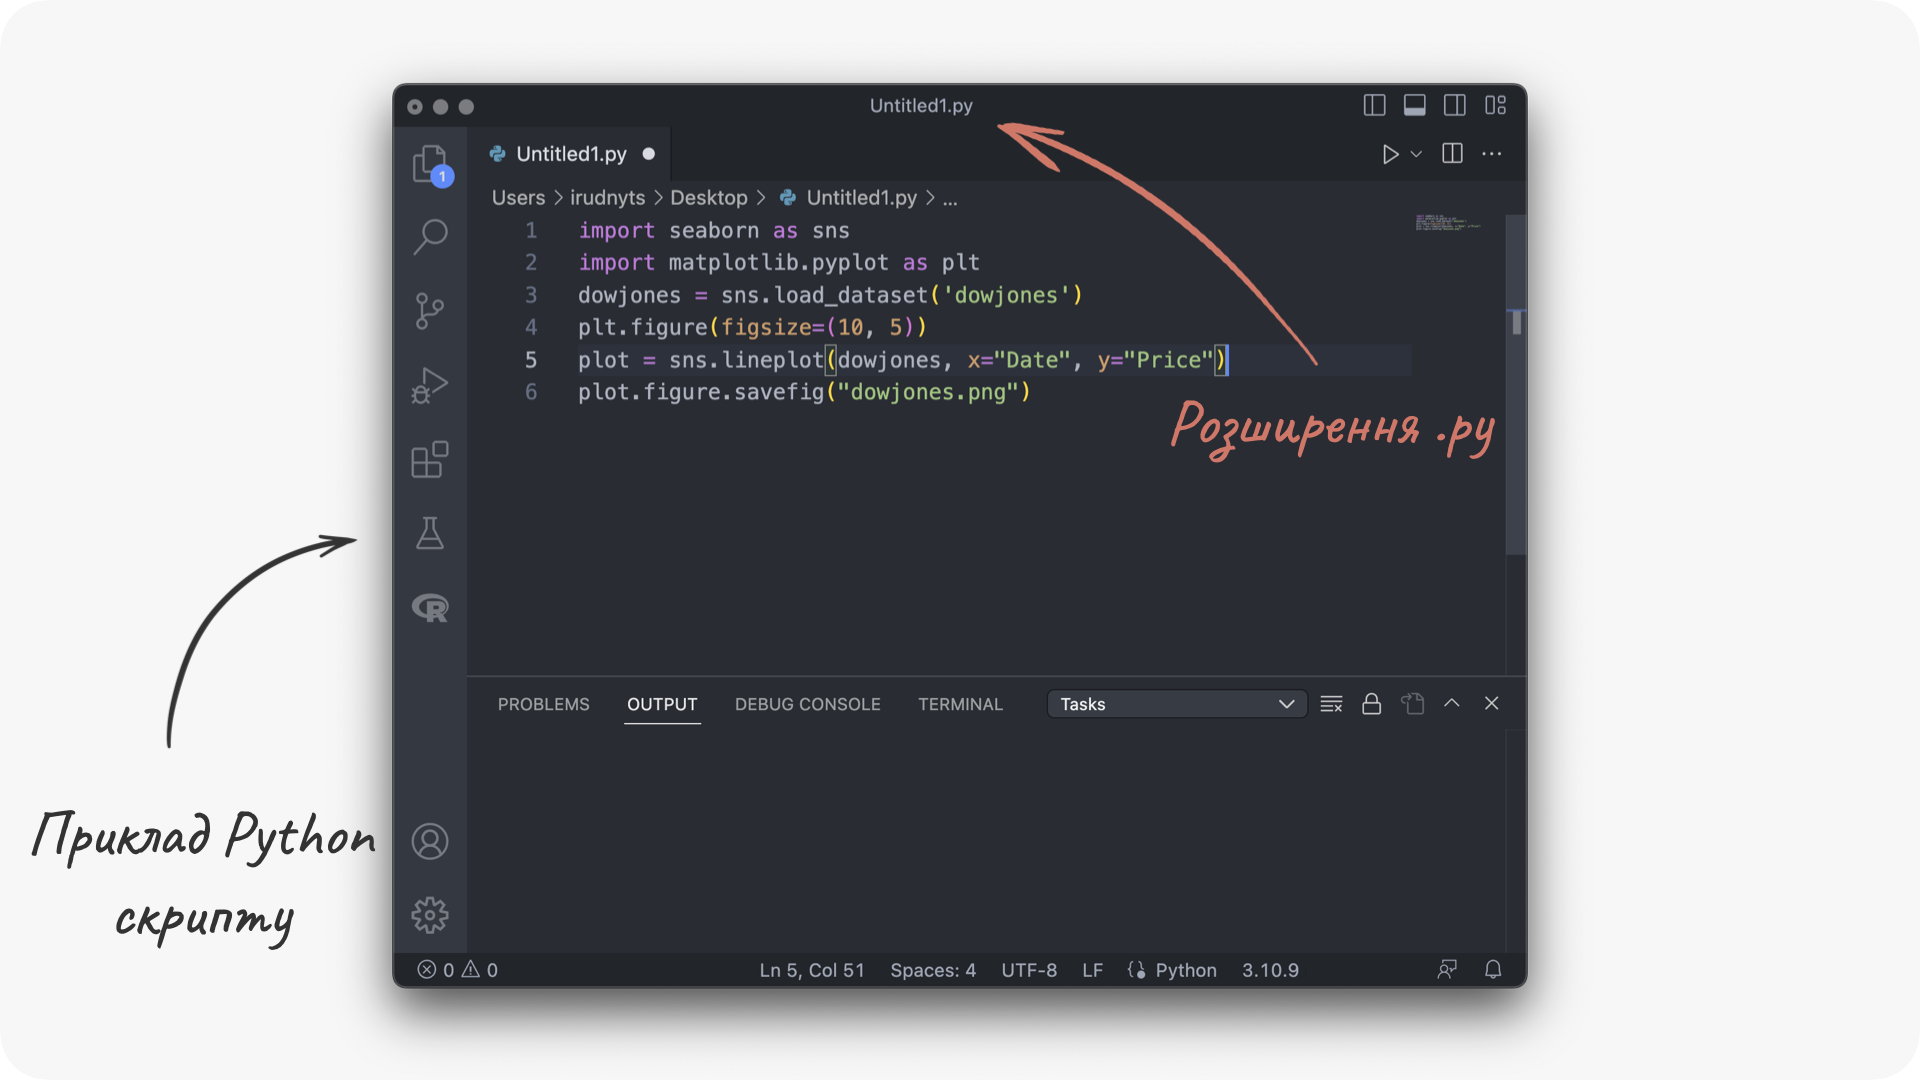 Untitled1.py
Untitled1.py
1
Users > irudnyts > Desktop > Untitled1.py > ...
1 import seaborn as sns
2 import matplotlib.pyplot as plt
3 dowjones = sns.load_dataset('dowjones')
4 plt.figure(figsize=(10, 5))
5 plot = sns.lineplot(dowjones, x="Date", y="Price")
6 plot.figure.savefig("dowjones.png")
Розширення .py
R
PROBLEMS OUTPUT DEBUG CONSOLE TERMINAL Tasks
Приклад Python
скрипту
0 0 Ln 5, Col 51 Spaces: 4 UTF-8 LF Python 3.10.9